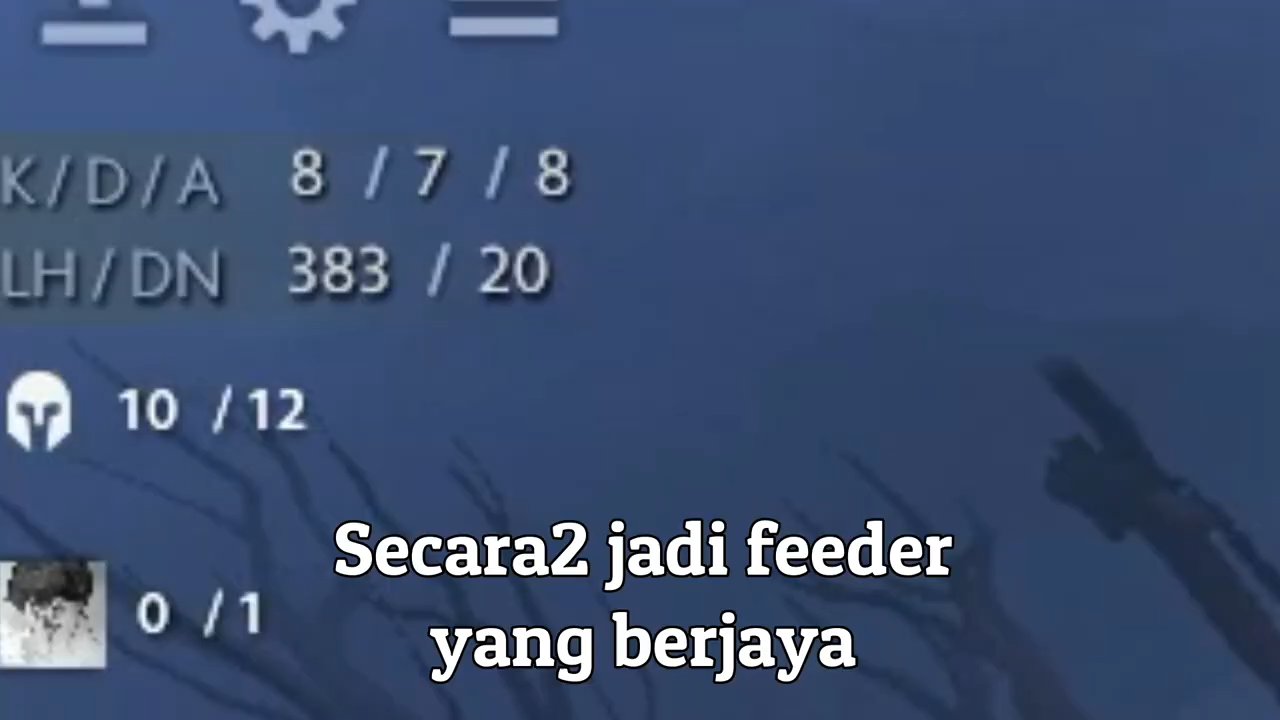 K/D/A 8 / 7 / 8
LH/DN 383 / 20
10 / 12
0 / 1
Secara2 jadi feeder
yang berjaya